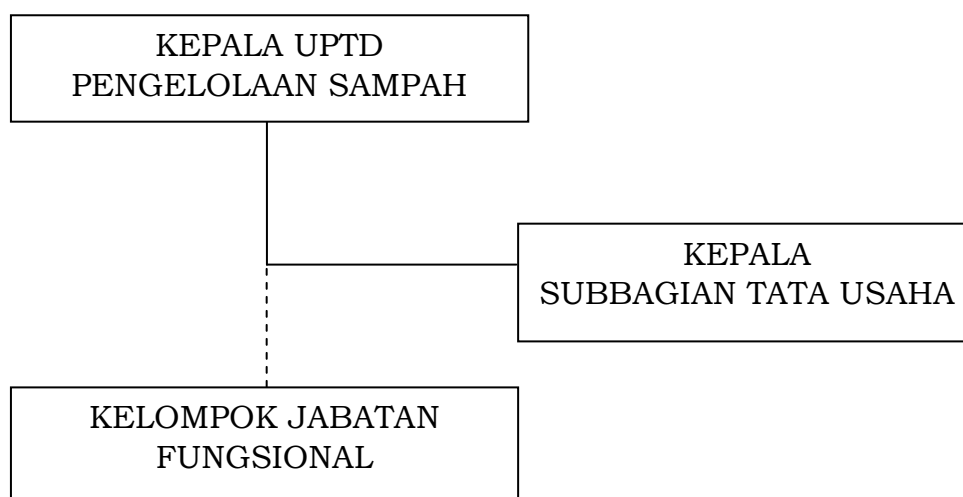 KEPALA UPTD
PENGELOLAAN SAMPAH
KEPALA
SUBBAGIAN TATA USAHA
KELOMPOK JABATAN
FUNGSIONAL